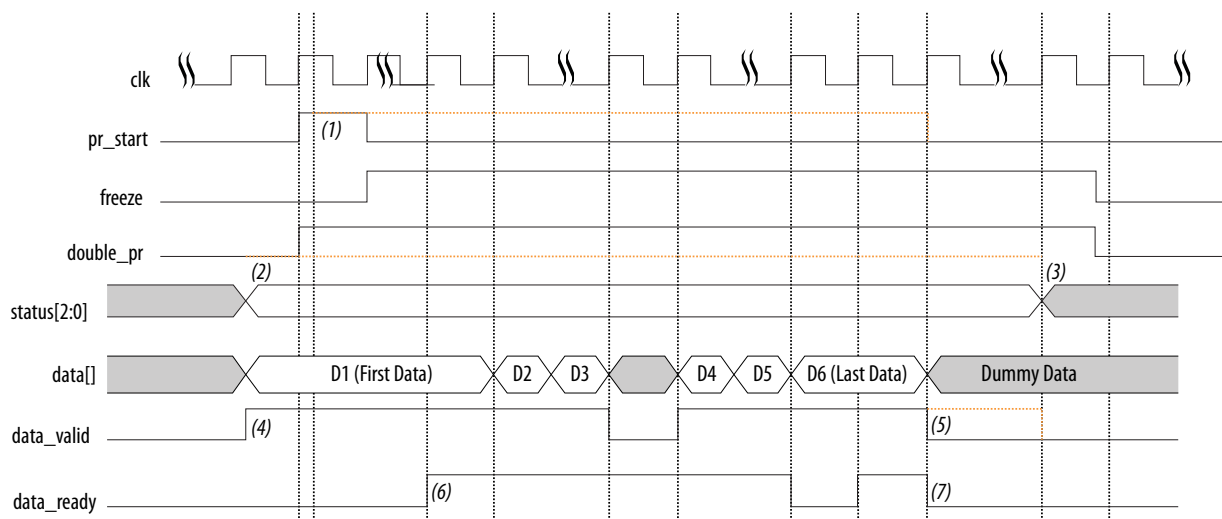 clk
pr_start (1)
freeze
double_pr
(2) (3)
status[2:0]
data[] D1 (First Data) D2 D3 D4 D5 D6 (Last Data) Dummy Data
data_valid (4) (5)
data_ready (6) (7)